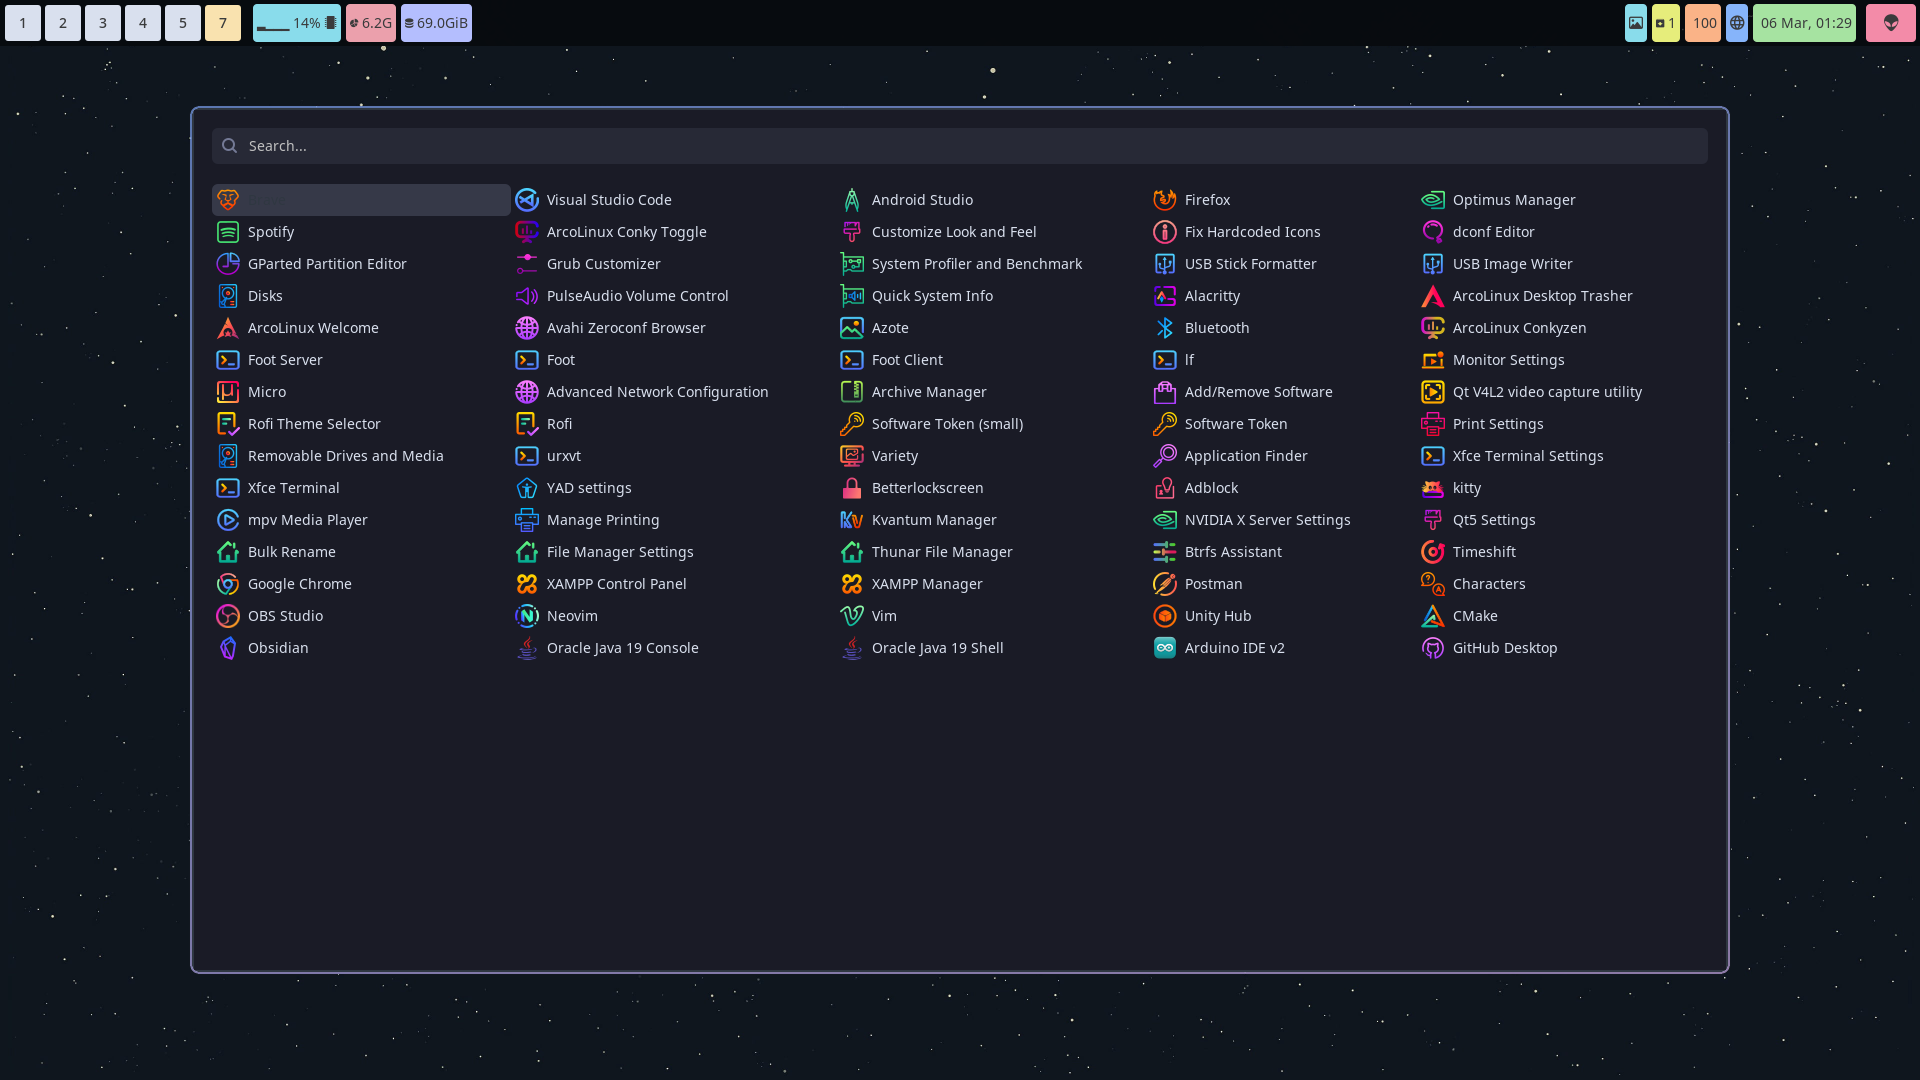 1 2 3 4 5 7 14% 6.2G 69.0GiB 1 100 06 Mar, 01:29
Search...
Visual Studio Code Android Studio Firefox Optimus Manager
Spotify ArcoLinux Conky Toggle Customize Look and Feel Fix Hardcoded Icons dconf Editor
GParted Partition Editor Grub Customizer System Profiler and Benchmark USB Stick Formatter USB Image Writer
Disks PulseAudio Volume Control Quick System Info Alacritty ArcoLinux Desktop Trasher
ArcoLinux Welcome Avahi Zeroconf Browser Azote Bluetooth ArcoLinux Conkyzen
Foot Server Foot Foot Client lf Monitor Settings
Micro Advanced Network Configuration Archive Manager Add/Remove Software Qt V4L2 video capture utility
Rofi Theme Selector Rofi Software Token (small) Software Token Print Settings
Removable Drives and Media urxvt Variety Application Finder Xfce Terminal Settings
Xfce Terminal YAD settings Betterlockscreen Adblock kitty
mpv Media Player Manage Printing Kvantum Manager NVIDIA X Server Settings Qt5 Settings
Bulk Rename File Manager Settings Thunar File Manager Btrfs Assistant Timeshift
Google Chrome XAMPP Control Panel XAMPP Manager Postman Characters
OBS Studio Neovim Vim Unity Hub CMake
Obsidian Oracle Java 19 Console Oracle Java 19 Shell Arduino IDE v2 GitHub Desktop